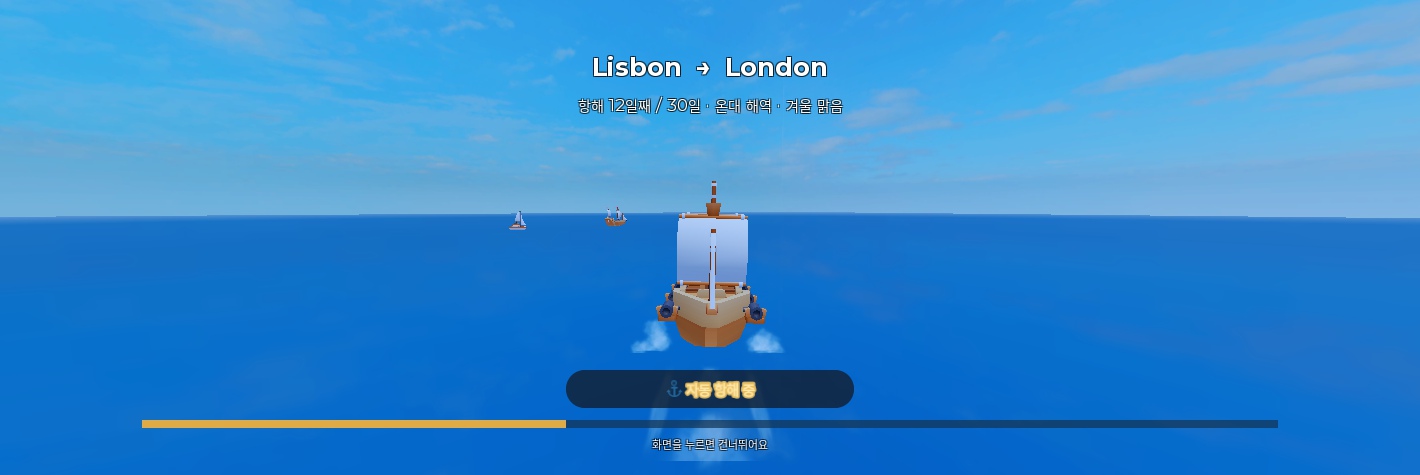 Lisbon → London
항해 12일째 / 30일 · 온대 해역 · 겨울 맑음
⚓ 자동 항해 중
화면을 누르면 건너뛰어요